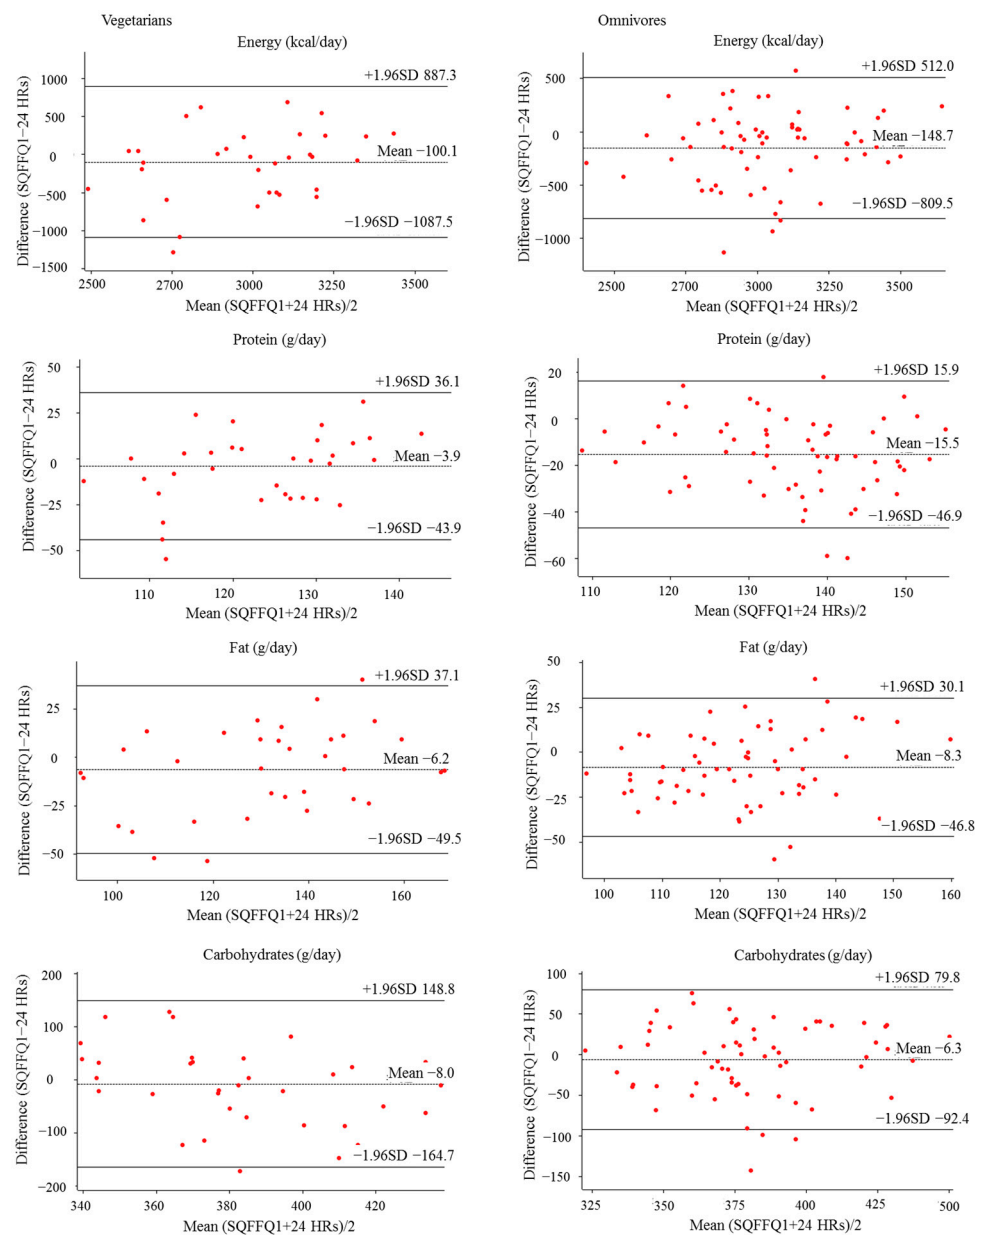 Vegetarians
Omnivores
Energy (kcal/day)
Difference (SQFFQ1−24 HRs)
1000
500
0
−500
−1000
−1500
+1.96SD 887.3
Mean −100.1
−1.96SD −1087.5
2500 2700 3000 3250 3500
Mean (SQFFQ1+24 HRs)/2
Energy (kcal/day)
Difference (SQFFQ1−24 HRs)
500
0
−500
−1000
+1.96SD 512.0
Mean −148.7
−1.96SD −809.5
2500 2700 3000 3250 3500
Mean (SQFFQ1+24 HRs)/2
Protein (g/day)
Difference (SQFFQ1−24 HRs)
50
25
0
−25
−50
+1.96SD 36.1
Mean −3.9
−1.96SD −43.9
110 120 130 140
Mean (SQFFQ1+24 HRs)/2
Protein (g/day)
Difference (SQFFQ1−24 HRs)
20
0
−20
−40
−60
+1.96SD 15.9
Mean −15.5
−1.96SD −46.9
110 120 130 140 150
Mean (SQFFQ1+24 HRs)/2
Fat (g/day)
Difference (SQFFQ1−24 HRs)
25
0
−25
−50
+1.96SD 37.1
Mean −6.2
−1.96SD −49.5
100 120 140 160
Mean (SQFFQ1+24 HRs)/2
Fat (g/day)
Difference (SQFFQ1−24 HRs)
50
25
0
−25
−50
+1.96SD 30.1
Mean −8.3
−1.96SD −46.8
100 110 120 130 140 150 160
Mean (SQFFQ1+24 HRs)/2
Carbohydrates (g/day)
Difference (SQFFQ1−24 HRs)
200
100
0
−100
−200
+1.96SD 148.8
Mean −8.0
−1.96SD −164.7
340 360 380 400 420
Mean (SQFFQ1+24 HRs)/2
Carbohydrates (g/day)
Difference (SQFFQ1−24 HRs)
100
50
0
−50
−100
−150
+1.96SD 79.8
Mean −6.3
−1.96SD −92.4
325 350 375 400 425 500
Mean (SQFFQ1+24 HRs)/2